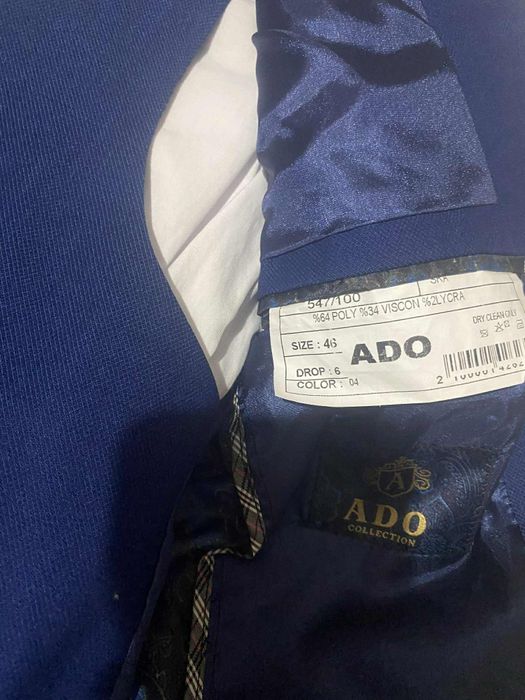 547/100
%64 POLY %34 VISCON %2LYCRA
SIZE : 46
ADO
DRY CLEAN ONLY
DROP : 6
COLOR : 04
A
ADO
COLLECTION